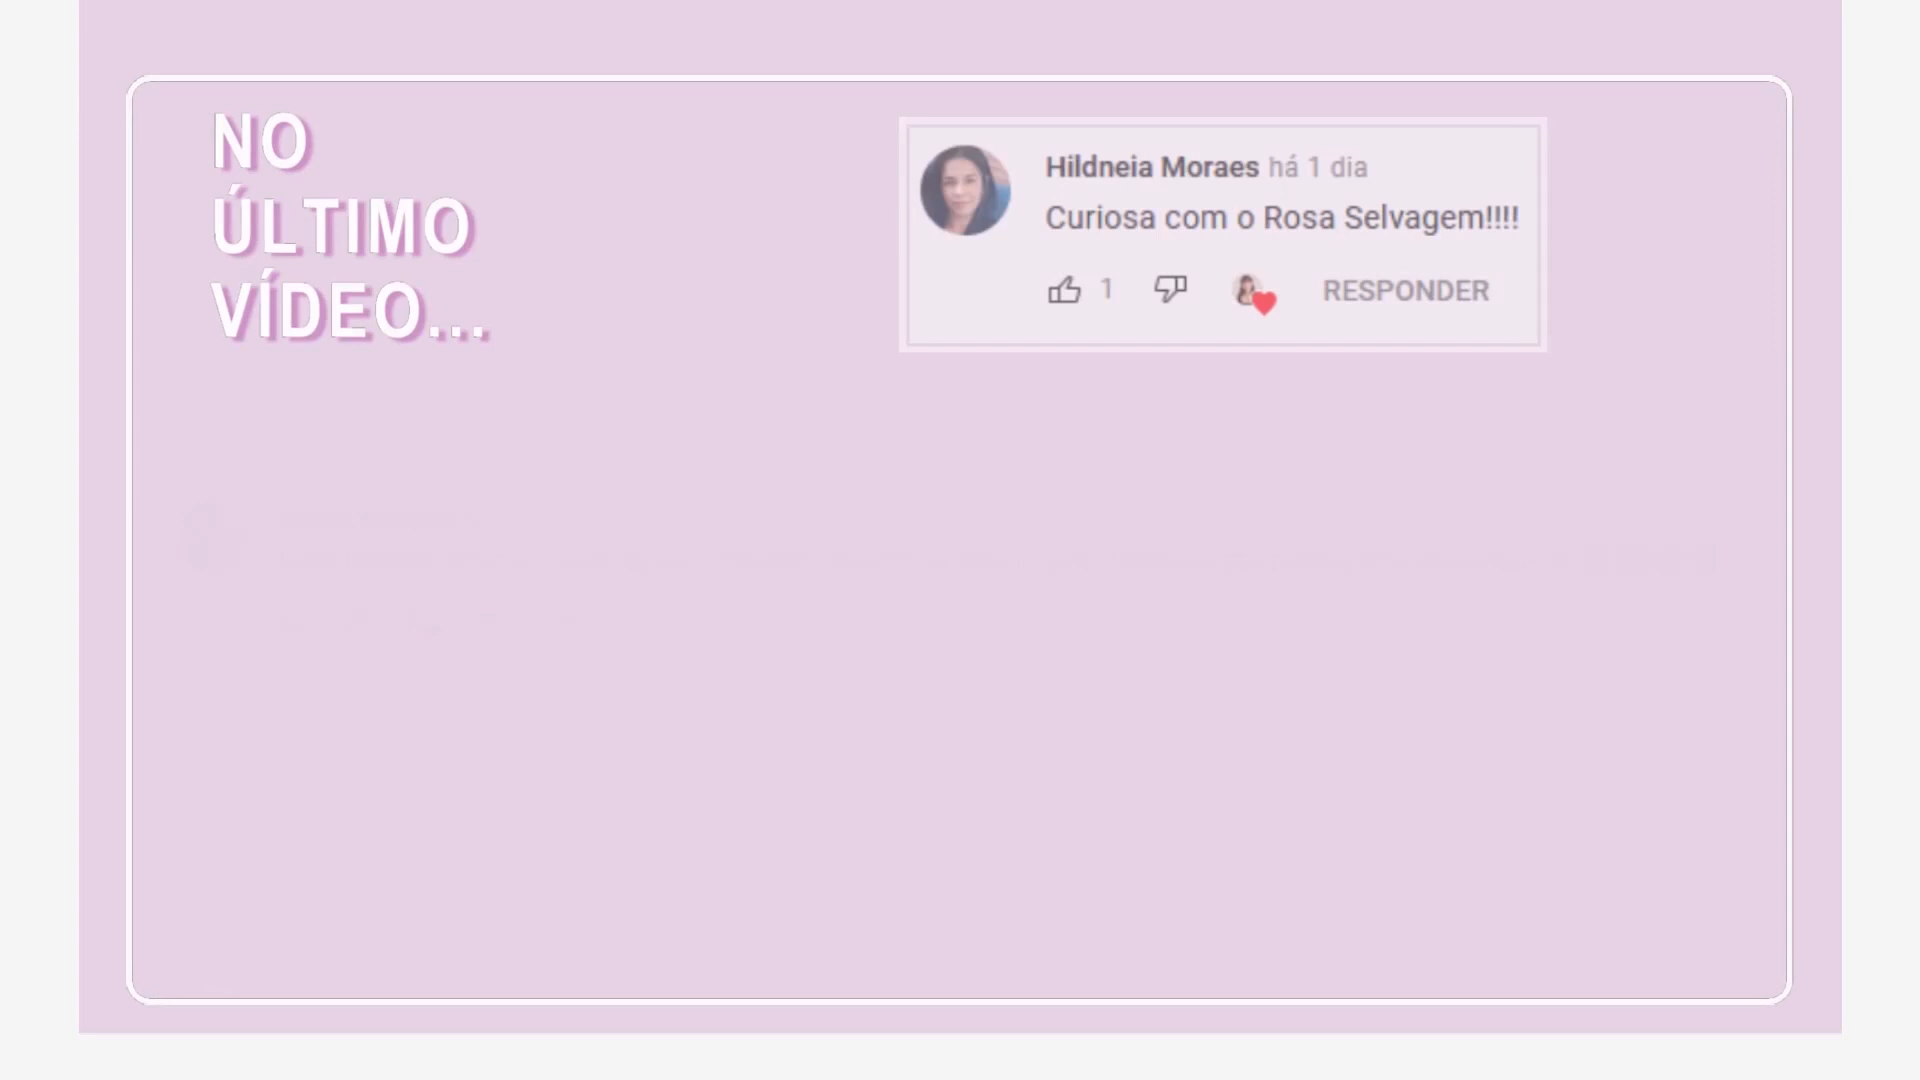 NO
ÚLTIMO
VÍDEO...
Hildneia Moraes há 1 dia
Curiosa com o Rosa Selvagem!!!!
1 RESPONDER